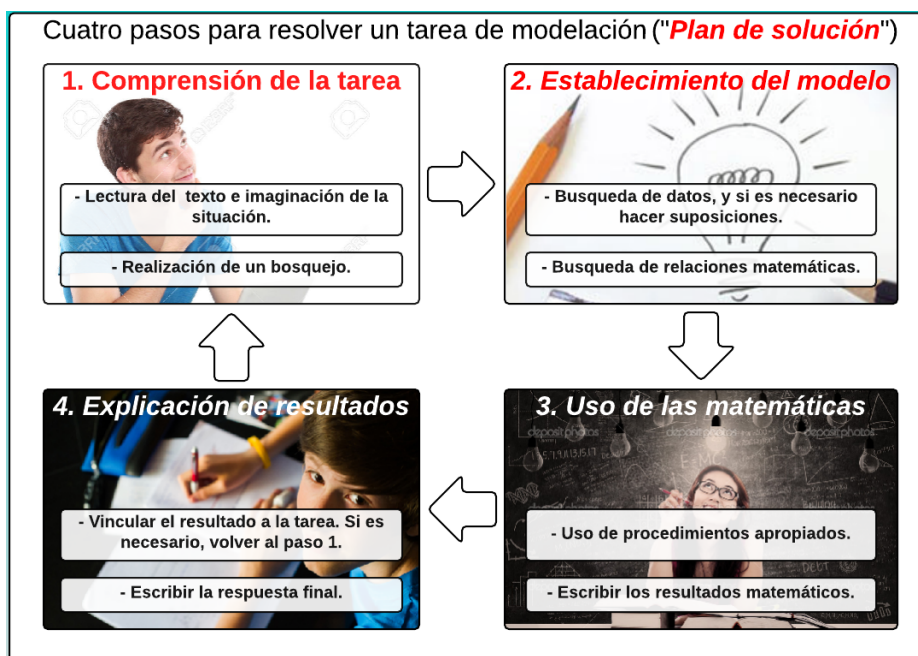 Cuatro pasos para resolver un tarea de modelación ("Plan de solución")
1. Comprensión de la tarea
- Lectura del texto e imaginación de la
situación.
- Realización de un bosquejo.
2. Establecimiento del modelo
- Busqueda de datos, y si es necesario
hacer suposiciones.
- Busqueda de relaciones matemáticas.
3. Uso de las matemáticas
depositphotos
depositphotos
depositphotos
- Uso de procedimientos apropiados.
- Escribir los resultados matemáticos.
4. Explicación de resultados
- Vincular el resultado a la tarea. Si es
necesario, volver al paso 1.
- Escribir la respuesta final.